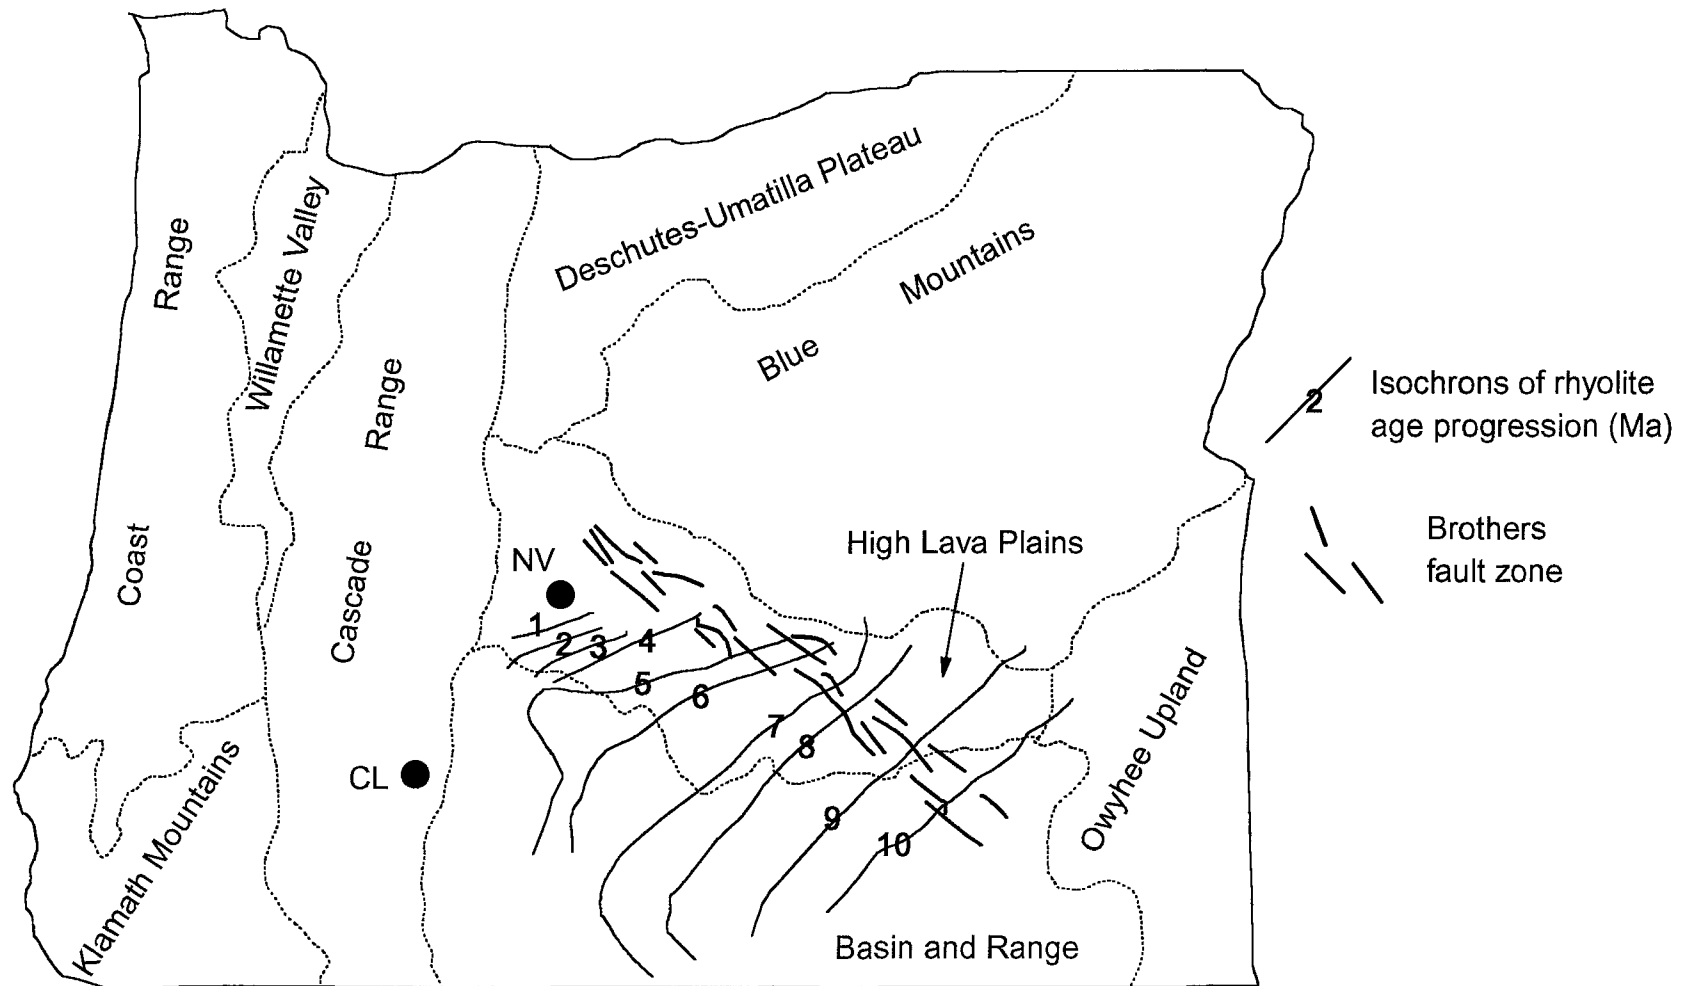 Deschutes-Umatilla Plateau
Willamette Valley
Range
Mountains
Blue
Range
Isochrons of rhyolite
age progression (Ma)
2
Coast
Cascade
NV
High Lava Plains
Brothers
fault zone
1
2
3
4
5
6
7
8
9
10
CL
Owyhee Upland
Klamath Mountains
Basin and Range